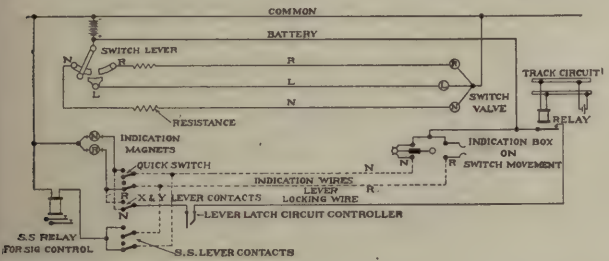 COMMON
BATTERY
SWITCH LEVER
N
R
L
R
L
N
R
L
N
SWITCH VALVE
RESISTANCE
TRACK CIRCUIT
RELAY
INDICATION MAGNETS
N
R
QUICK SWITCH
N
INDICATION WIRES
R
LEVER LOCKING WIRE
N
R
INDICATION BOX ON SWITCH MOVEMENT
R
N
X & Y LEVER CONTACTS
LEVER LATCH CIRCUIT CONTROLLER
S.S RELAY FOR SIG CONTROL
S.S. LEVER CONTACTS